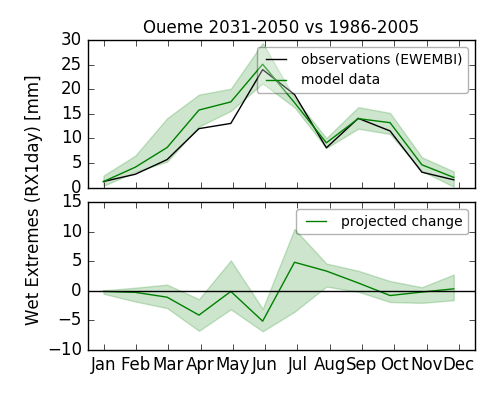 Oueme 2031-2050 vs 1986-2005
30
25
20
15
10
5
0
observations (EWEMBI)
model data
Wet Extremes (RX1day) [mm]
15
10
5
0
−5
−10
projected change
Jan Feb Mar Apr May Jun Jul Aug Sep Oct Nov Dec